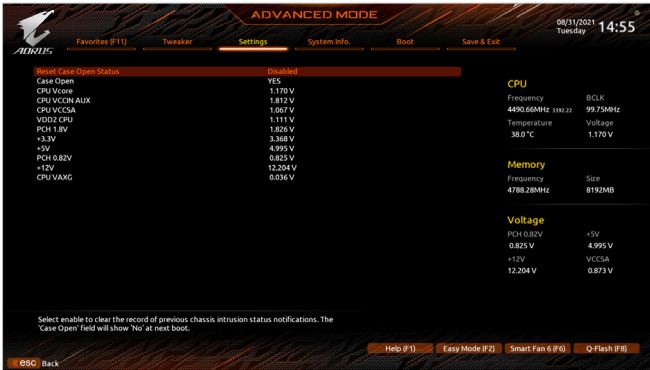 ADVANCED MODE
08/31/2021
Tuesday
14:55
AORUS
Favorites (F11) Tweaker Settings System Info. Boot Save & Exit
Reset Case Open Status Disabled
Case Open YES
CPU Vcore 1.170 V
CPU VCCIN AUX 1.812 V
CPU VCCSA 1.067 V
VDD2 CPU 1.111 V
PCH 1.8V 1.826 V
+3.3V 3.368 V
+5V 4.995 V
PCH 0.82V 0.825 V
+12V 12.204 V
CPU VAXG 0.036 V
CPU
Frequency BCLK
4490.66MHz 3392.22 99.75MHz
Temperature Voltage
38.0 °C 1.170 V
Memory
Frequency Size
4788.28MHz 8192MB
Voltage
PCH 0.82V +5V
0.825 V 4.995 V
+12V VCCSA
12.204 V 0.873 V
Select enable to clear the record of previous chassis intrusion status notifications. The
'Case Open' field will show 'No' at next boot.
Help (F1) Easy Mode (F2) Smart Fan 6 (F6) Q-Flash (F8)
esc Back